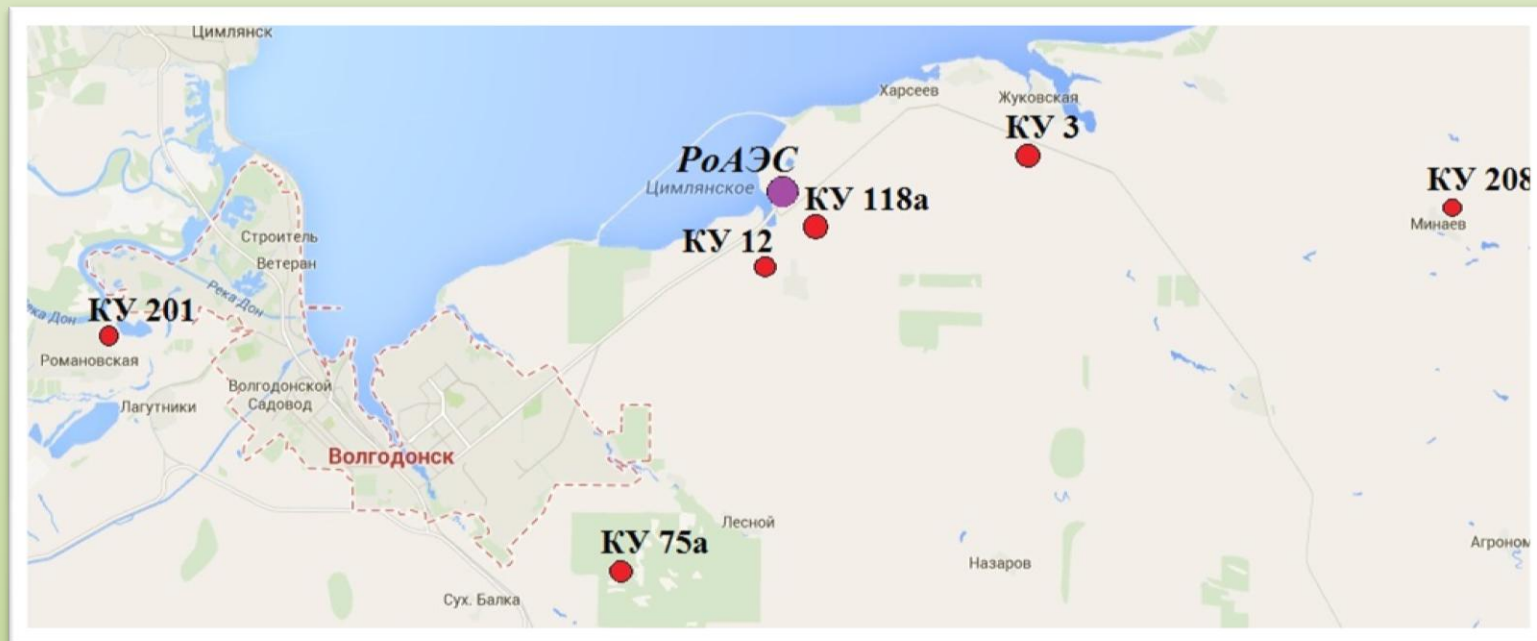 Цимлянск
Харсеев
Жуковская
КУ 3
РоАЭС
Цимлянское
КУ 118а
КУ 208
Минаев
КУ 12
Строитель
Ветеран
Река Дон
КУ 201
ека Дон
Романовская
Волгодонской
Садовод
Лагутники
Волгодонск
Лесной
КУ 75а
Назаров
Агроном
Сух. Балка